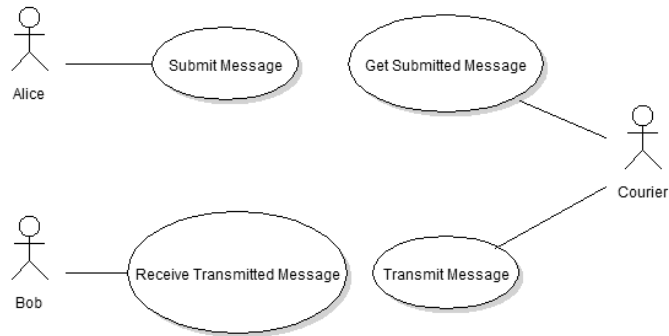 Submit Message
Get Submitted Message
Alice
Courier
Receive Transmitted Message
Transmit Message
Bob